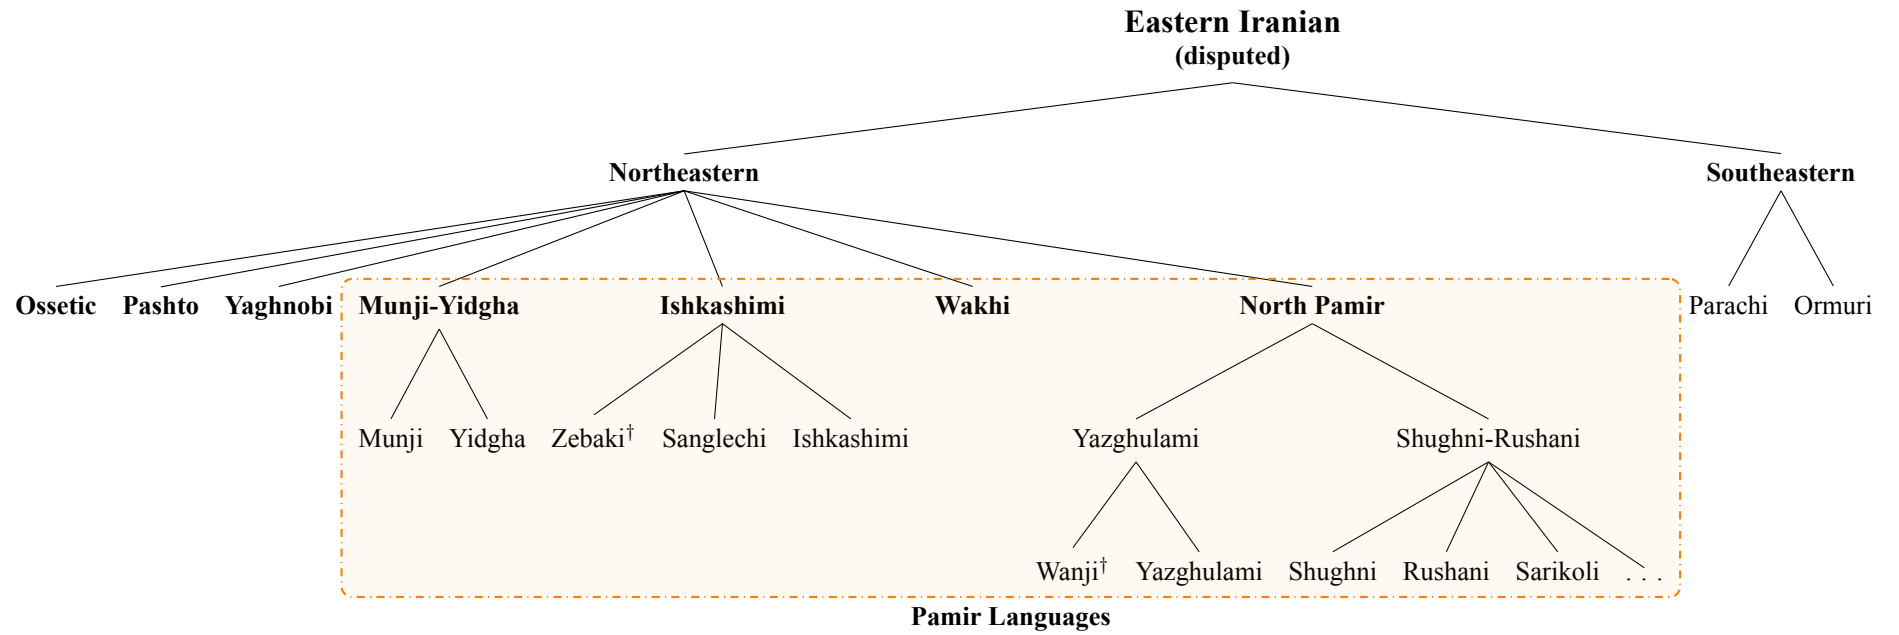 Eastern Iranian
(disputed)
Northeastern
Southeastern
Ossetic
Pashto
Yaghnobi
Munji-Yidgha
Ishkashimi
Wakhi
North Pamir
Parachi
Ormuri
Munji
Yidgha
Zebaki†
Sanglechi
Ishkashimi
Yazghulami
Shughni-Rushani
Wanji†
Yazghulami
Shughni
Rushani
Sarikoli
. . .
Pamir Languages